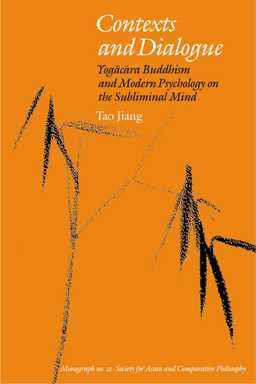 Contexts
and Dialogue
Yogācāra Buddhism
and Modern Psychology on
the Subliminal Mind
Tao Jiang
Monograph no. 21 · Society for Asian and Comparative Philosophy